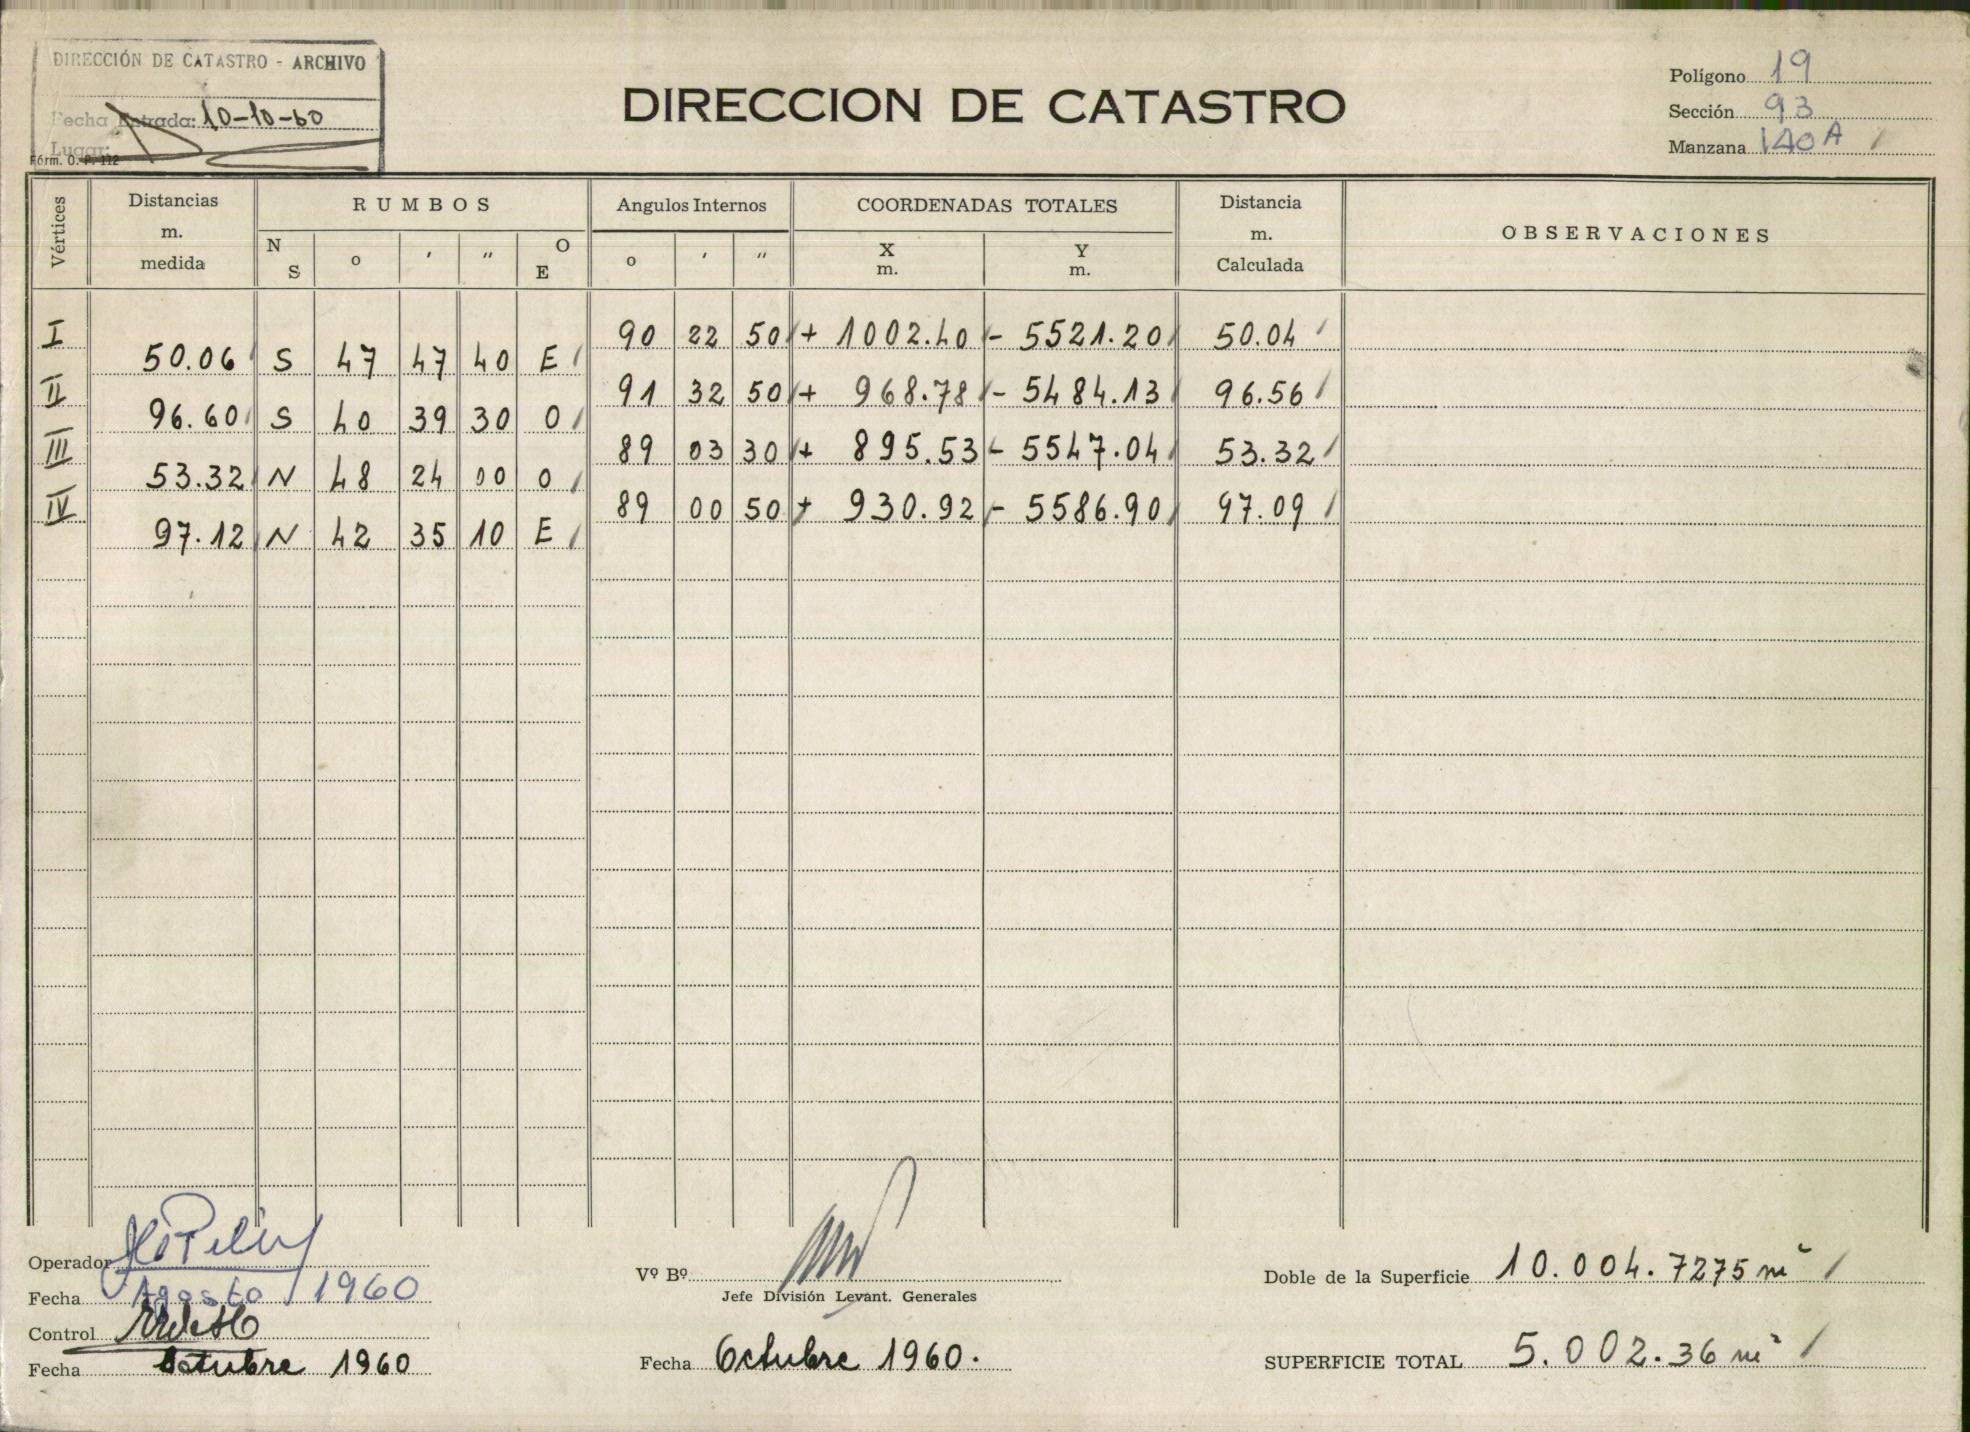 DIRECCIÓN DE CATASTRO - ARCHIVO
Fecha Entrada: 10-10-60
Lugar:
Fórm. O. P. 112
DIRECCION DE CATASTRO
Polígono 19
Sección 93
Manzana 140 A
Vértices
Distancias m. medida
RUMBOS
N S o ' " O E
Angulos Internos
o ' "
COORDENADAS TOTALES
X m. Y m.
Distancia m. Calculada
OBSERVACIONES
I 90 22 50 + 1002.40 - 5521.20 50.04
50.06 S 47 47 40 E
II 91 32 50 + 968.78 - 5484.13 96.56
96.60 S 40 39 30 O
III 89 03 30 + 895.53 - 5547.04 53.32
53.32 N 48 24 00 O
IV 89 00 50 + 930.92 - 5586.90 97.09
97.12 N 42 35 10 E
Operador
Fecha Agosto / 1960
Control
Fecha Octubre 1960
Vº Bº
Jefe División Levant. Generales
Fecha Octubre 1960.
Doble de la Superficie 10.004.7275 m²
SUPERFICIE TOTAL 5.002.36 m²